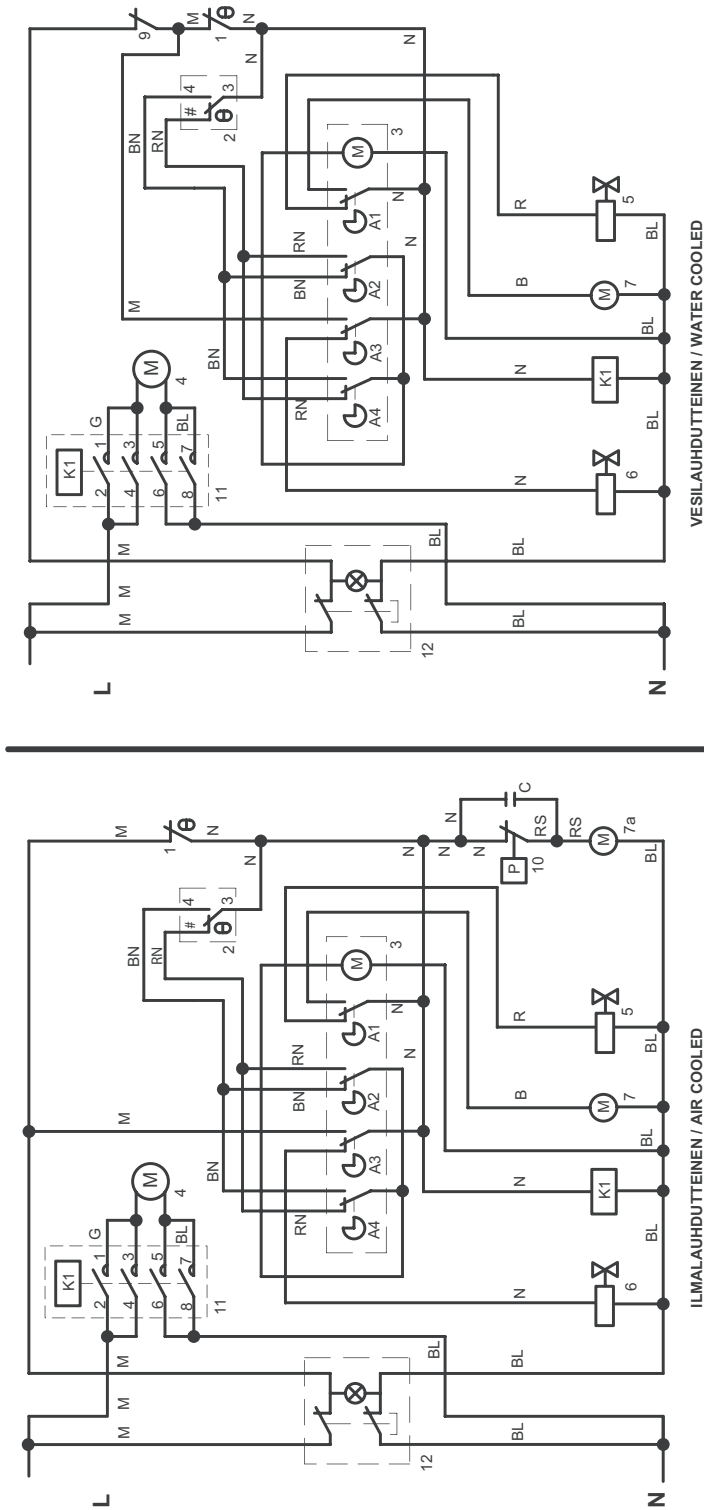 M
N
9
M
1
θ
N
N
BN
RN
4
#
3
θ
2
N
3
M
A1
N
RN
BN
A2
N
M
BN
A3
RN
A4
M
4
G
BL
K1
1
2
3
4
5
6
7
8
11
R
5
BL
B
M
7
BL
N
K1
BL
N
6
M
M
M
BL
BL
BL
12
L
N
VESILAUHDUTTEINEN / WATER COOLED
M
1
θ
N
N
BN
RN
4
#
3
θ
2
N
N
N
N
C
P
10
RS
RS
M
7a
BL
3
M
A1
N
RN
BN
A2
N
M
BN
A3
RN
A4
M
4
G
BL
K1
1
2
3
4
5
6
7
8
11
R
5
BL
B
M
7
BL
N
K1
BL
N
6
M
M
M
BL
BL
BL
12
L
N
ILMALAUHDUTTEINEN / AIR COOLED